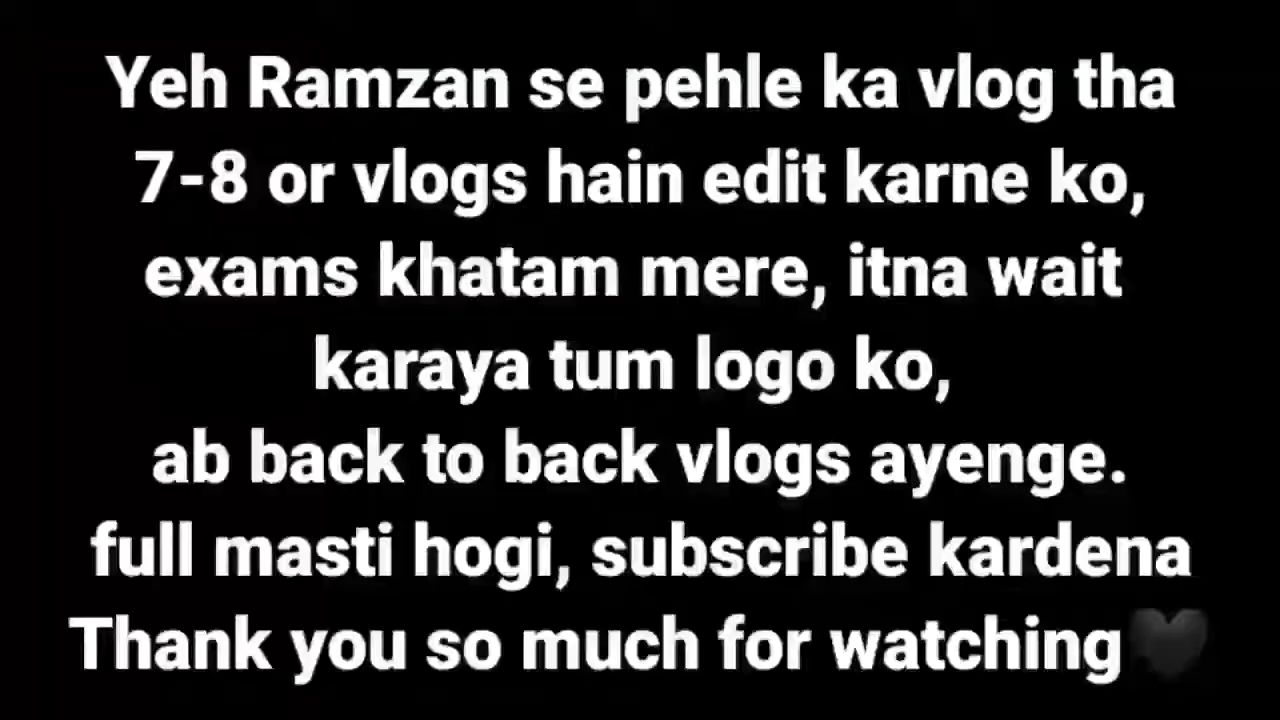 Yeh Ramzan se pehle ka vlog tha
7-8 or vlogs hain edit karne ko,
exams khatam mere, itna wait
karaya tum logo ko,
ab back to back vlogs ayenge.
full masti hogi, subscribe kardena
Thank you so much for watching🖤